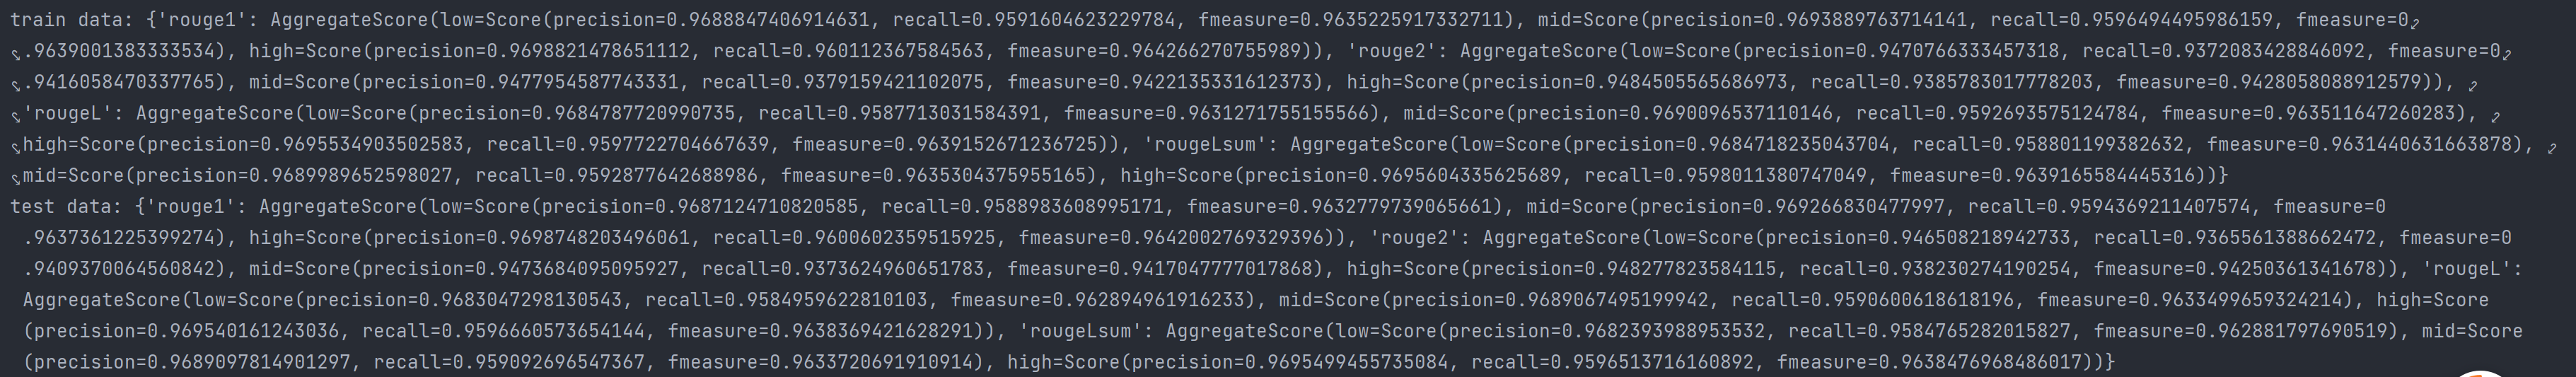 train data: {'rouge1': AggregateScore(low=Score(precision=0.9688847406914631, recall=0.9591604623229784, fmeasure=0.9635225917332711), mid=Score(precision=0.9693889763714141, recall=0.9596494495986159, fmeasure=0
.9639001383333534), high=Score(precision=0.9698821478651112, recall=0.960112367584563, fmeasure=0.964266270755989)), 'rouge2': AggregateScore(low=Score(precision=0.9470766333457318, recall=0.9372083428846092, fmeasure=0
.9416058470337765), mid=Score(precision=0.9477954587743331, recall=0.93791594211022075, fmeasure=0.9422135331612373), high=Score(precision=0.9484505565686973, recall=0.9385783017778203, fmeasure=0.9428058088912579)),
'rougeL': AggregateScore(low=Score(precision=0.9684787720990735, recall=0.9587713031584391, fmeasure=0.9631271755155566), mid=Score(precision=0.9690096537110146, recall=0.9592693575124784, fmeasure=0.963511647260283),
high=Score(precision=0.9695534903502583, recall=0.9597722704667639, fmeasure=0.9639152671236725)), 'rougeLsum': AggregateScore(low=Score(precision=0.9684718235043704, recall=0.958801199382632, fmeasure=0.9631440631663878),
mid=Score(precision=0.9689989652598027, recall=0.9592877642688986, fmeasure=0.9635304375955165), high=Score(precision=0.9695604335625689, recall=0.9598011380747049, fmeasure=0.9639165584445316))}
test data: {'rouge1': AggregateScore(low=Score(precision=0.9687124710820585, recall=0.9588983608995171, fmeasure=0.9632779739065661), mid=Score(precision=0.969266830477997, recall=0.9594369211407574, fmeasure=0
.9637361225399274), high=Score(precision=0.9698748203496061, recall=0.9600602359515925, fmeasure=0.9642002769329396)), 'rouge2': AggregateScore(low=Score(precision=0.946508218942733, recall=0.9365561388662472, fmeasure=0
.9409370064560842), mid=Score(precision=0.9473684095095927, recall=0.9373624960651783, fmeasure=0.9417047777017868), high=Score(precision=0.948277823584115, recall=0.938230274190254, fmeasure=0.94250361341678)), 'rougeL':
AggregateScore(low=Score(precision=0.9683047298130543, recall=0.9584959622810103, fmeasure=0.962894961916233), mid=Score(precision=0.9689067495199942, recall=0.9590600618618196, fmeasure=0.9633499659324214), high=Score
(precision=0.969540161243036, recall=0.9596660573654144, fmeasure=0.9638369421628291)), 'rougeLsum': AggregateScore(low=Score(precision=0.9682393988953532, recall=0.9584765282015827, fmeasure=0.962881797690519), mid=Score
(precision=0.9689097814901297, recall=0.959092696547367, fmeasure=0.9633720691910914), high=Score(precision=0.9695499455735084, recall=0.9596513716160892, fmeasure=0.9638476968486017))}